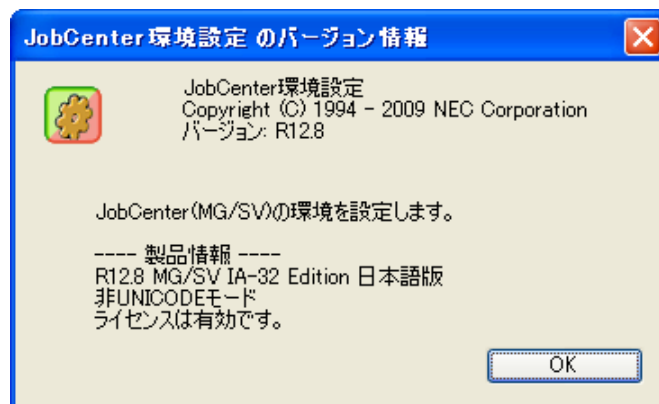 JobCenter環境設定 のバージョン情報
JobCenter環境設定
Copyright (C) 1994 - 2009 NEC Corporation
バージョン: R12.8
JobCenter(MG/SV)の環境を設定します。
---- 製品情報 ----
R12.8 MG/SV IA-32 Edition 日本語版
非UNICODEモード
ライセンスは有効です。
OK